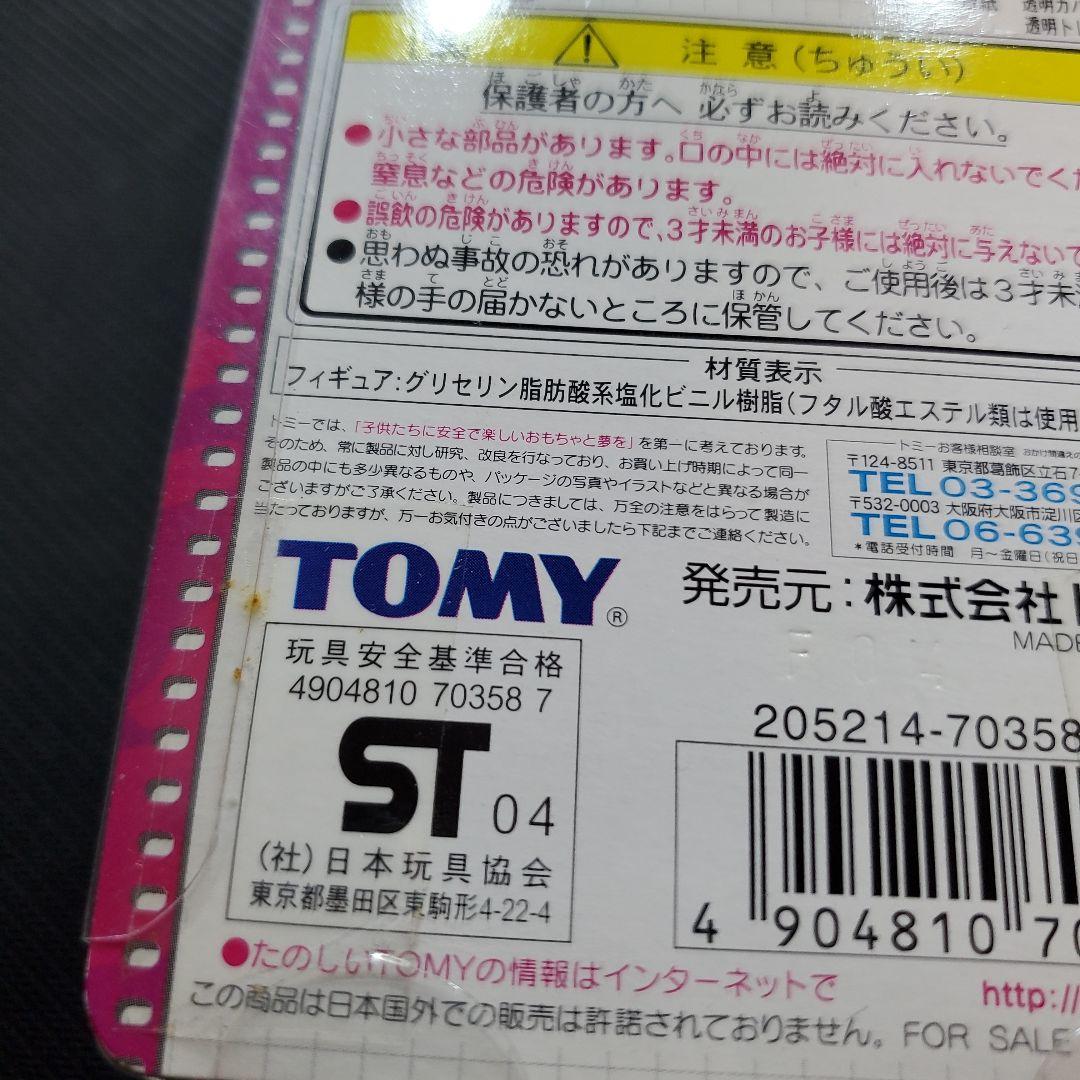 透明カバ
透明トレ
注意(ちゅうい)
保護者の方へ 必ずお読みください。
●小さな部品があります。口の中には絶対に入れないでくだ
窒息などの危険があります。
●誤飲の危険がありますので、3才未満のお子様には絶対に与えないで
●思わぬ事故の恐れがありますので、ご使用後は3才未満
様の手の届かないところに保管してください。
材質表示
フィギュア:グリセリン脂肪酸系塩化ビニル樹脂(フタル酸エステル類は使用
トミーでは、「子供たちに安全で楽しいおもちゃと夢を」を第一に考えております。
そのため、常に製品に対し研究、改良を行なっており、お買い上げ時期によって同一
製品の中にも多少異なるものや、パッケージの写真やイラストなどと異なる場合が
ございますがご了承ください。製品につきましては、万全の注意をはらって製造に
当たっておりますが、万一お気付きの点がございましたら下記までご連絡ください。
トミーお客様相談室 おかけ間違えの
〒124-8511 東京都葛飾区立石7
TEL 03-369
〒532-0003 大阪府大阪市淀川区
TEL 06-639
*電話受付時間 月〜金曜日(祝日
TOMY®
発売元:株式会社
MADE
玩具安全基準合格
4904810 70358 7
ST 04
(社)日本玩具協会
東京都墨田区東駒形4-22-4
205214-70358
4 904810 70
●たのしいTOMYの情報はインターネットで
http://
この商品は日本国外での販売は許諾されておりません。FOR SALE